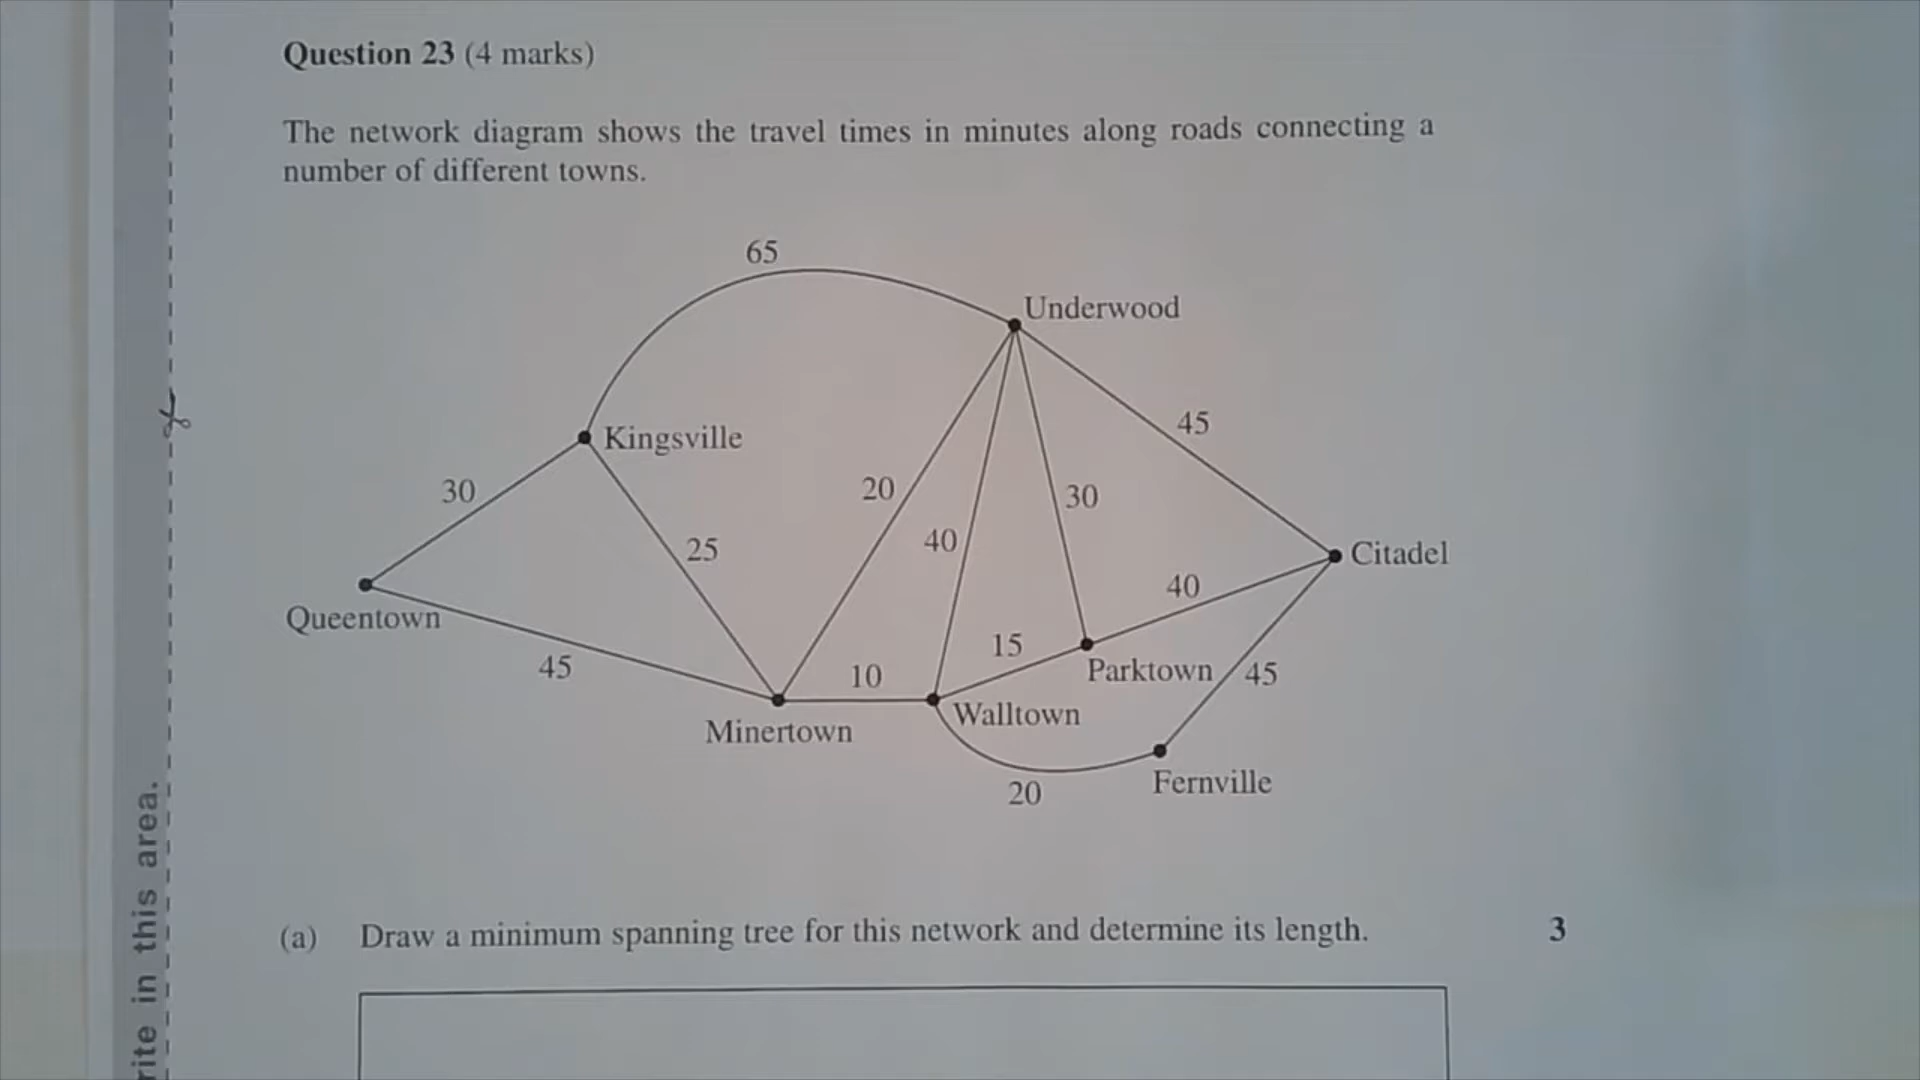 Question 23 (4 marks)
The network diagram shows the travel times in minutes along roads connecting a
number of different towns.
65
Underwood
45
Kingsville
30
20
30
40
25
Citadel
40
Queentown
15
45
10
Parktown
45
Walltown
Minertown
Fernville
20
(a) Draw a minimum spanning tree for this network and determine its length. 3
rite in this area.